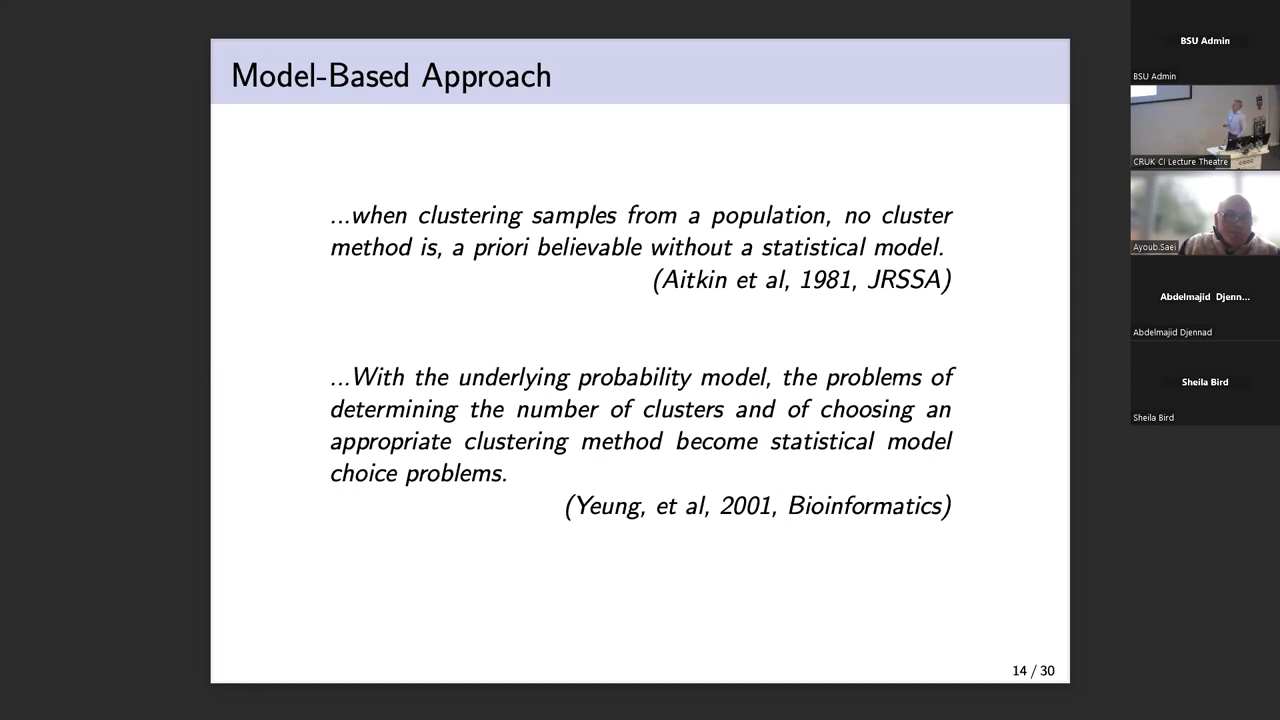 Model-Based Approach
...when clustering samples from a population, no cluster
method is, a priori believable without a statistical model.
(Aitkin et al, 1981, JRSSA)
...With the underlying probability model, the problems of
determining the number of clusters and of choosing an
appropriate clustering method become statistical model
choice problems.
(Yeung, et al, 2001, Bioinformatics)
14 / 30
BSU Admin
BSU Admin
CRUK CI Lecture Theatre
Ayoub.Saei
Abdelmajid Djenn...
Abdelmajid Djennad
Sheila Bird
Sheila Bird